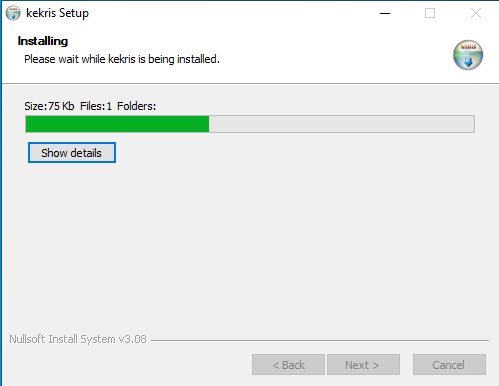 kekris Setup
Installing
Please wait while kekris is being installed.
Size:75 Kb Files:1 Folders:
Show details
Nullsoft Install System v3.08
< Back
Next >
Cancel